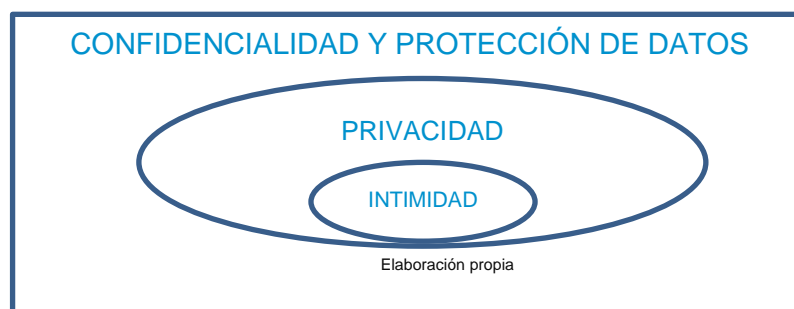 CONFIDENCIALIDAD Y PROTECCIÓN DE DATOS
PRIVACIDAD
INTIMIDAD
Elaboración propia